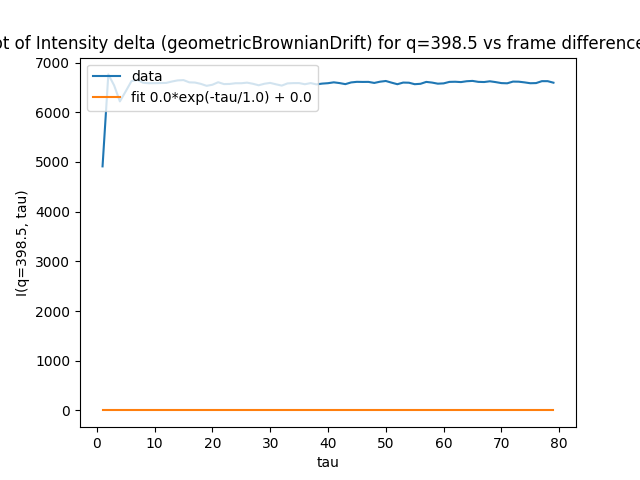 ot of Intensity delta (geometricBrownianDrift) for q=398.5 vs frame difference
data
fit 0.0*exp(-tau/1.0) + 0.0
I(q=398.5, tau)
7000
6000
5000
4000
3000
2000
1000
0
0 10 20 30 40 50 60 70 80
tau